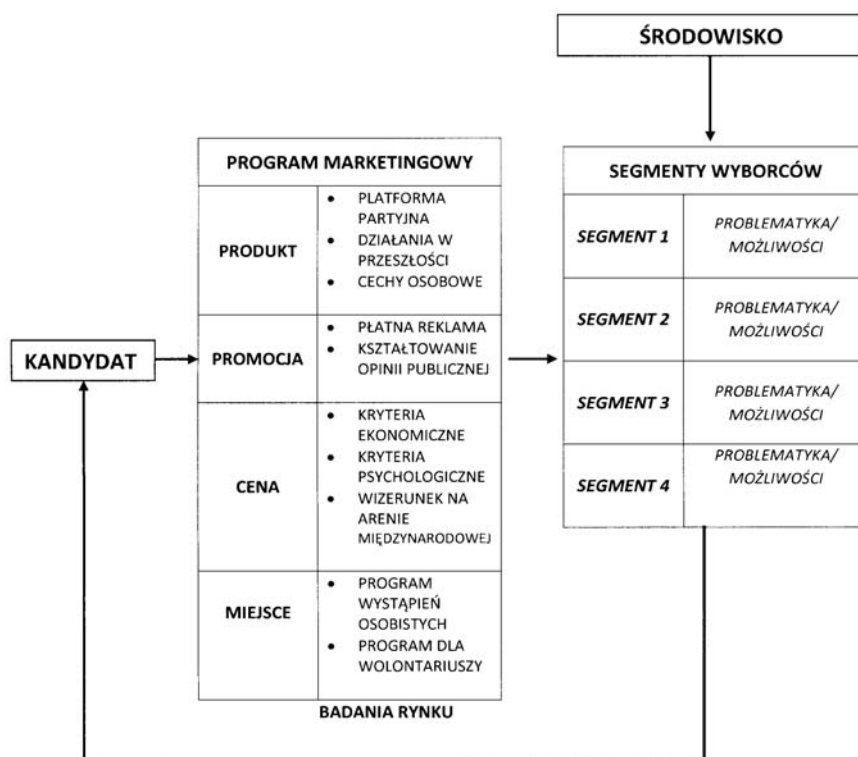 ŚRODOWISKO
PROGRAM MARKETINGOWY
PRODUKT
• PLATFORMA
PARTYJNA
• DZIAŁANIA W
PRZESZŁOŚCI
• CECHY OSOBOWE
PROMOCJA
• PŁATNA REKLAMA
• KSZTAŁTOWANIE
OPINII PUBLICZNEJ
CENA
• KRYTERIA
EKONOMICZNE
• KRYTERIA
PSYCHOLOGICZNE
• WIZERUNEK NA
ARENIE
MIĘDZYNARODOWEJ
MIEJSCE
• PROGRAM
WYSTĄPIEŃ
OSOBISTYCH
• PROGRAM DLA
WOLONTARIUSZY
BADANIA RYNKU
KANDYDAT
SEGMENTY WYBORCÓW
SEGMENT 1
PROBLEMATYKA/
MOŻLIWOŚCI
SEGMENT 2
PROBLEMATYKA/
MOŻLIWOŚCI
SEGMENT 3
PROBLEMATYKA/
MOŻLIWOŚCI
SEGMENT 4
PROBLEMATYKA/
MOŻLIWOŚCI